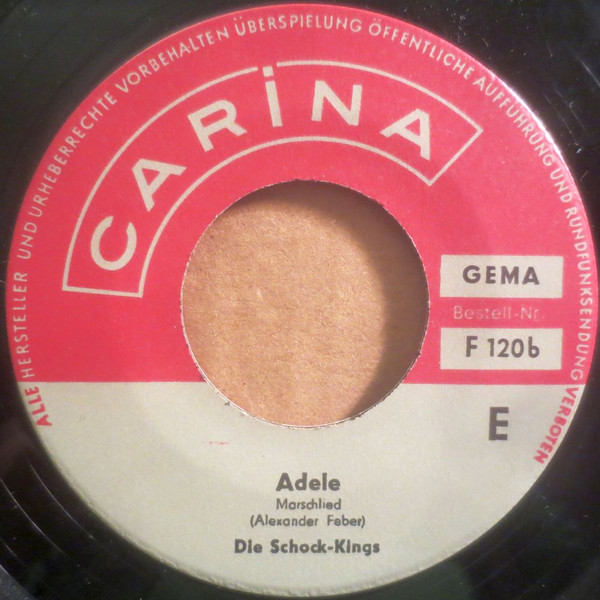 ALLE HERSTELLER UND URHEBERRECHTE VORBEHALTEN ÜBERSPIELUNG ÖFFENTLICHE AUFFÜHRUNG UND RUNDFUNKSENDUNG VERBOTEN
CARiNA
GEMA
Bestell-Nr.
F 120b
E
Adele
Marschlied
(Alexander Feber)
Die Schock-Kings